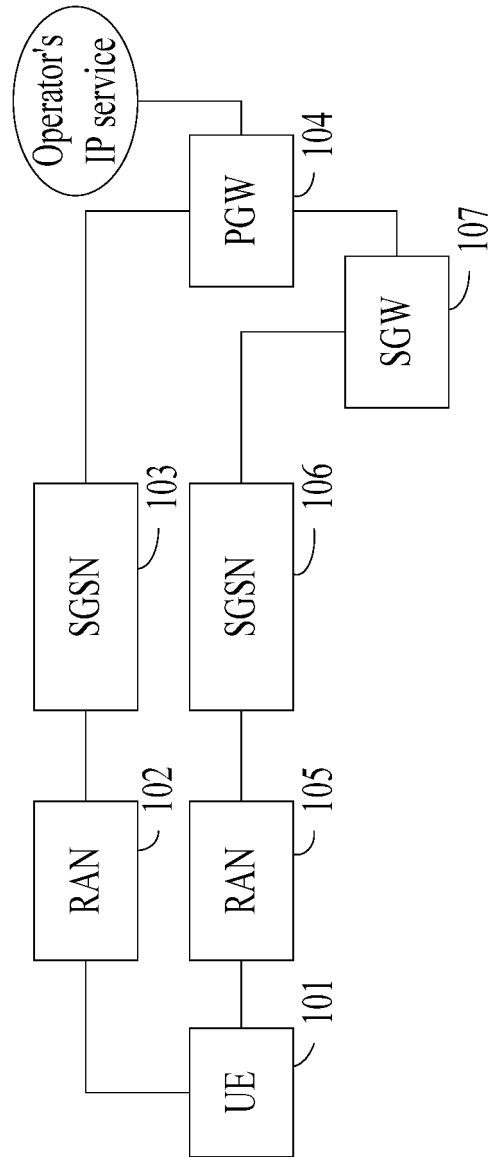 Operator's
IP service
RAN
102
SGSN
103
UE
101
RAN
105
SGSN
106
PGW
104
SGW
107